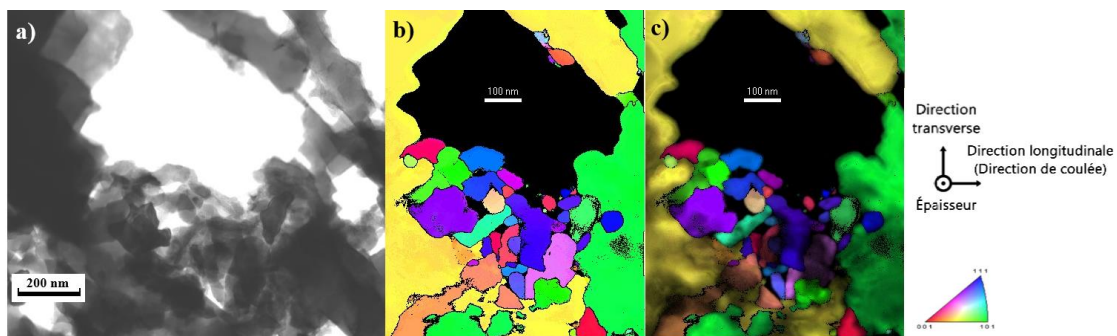 a)
200 nm
b)
100 nm
c)
100 nm
Direction
transverse
Direction longitudinale
(Direction de coulée)
Épaisseur
111
001
101